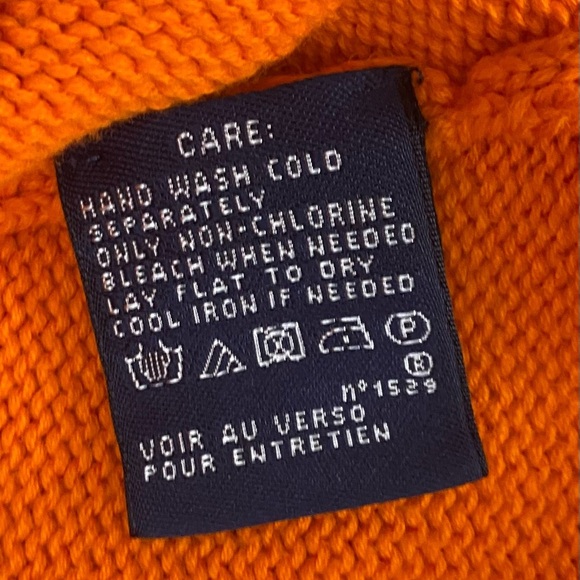 CARE:
HAND WASH COLD
SEPARATELY
ONLY NON-CHLORINE
BLEACH WHEN NEEDED
LAY FLAT TO DRY
COOL IRON IF NEEDED
P
®
nº1529
VOIR AU VERSO
POUR ENTRETIEN